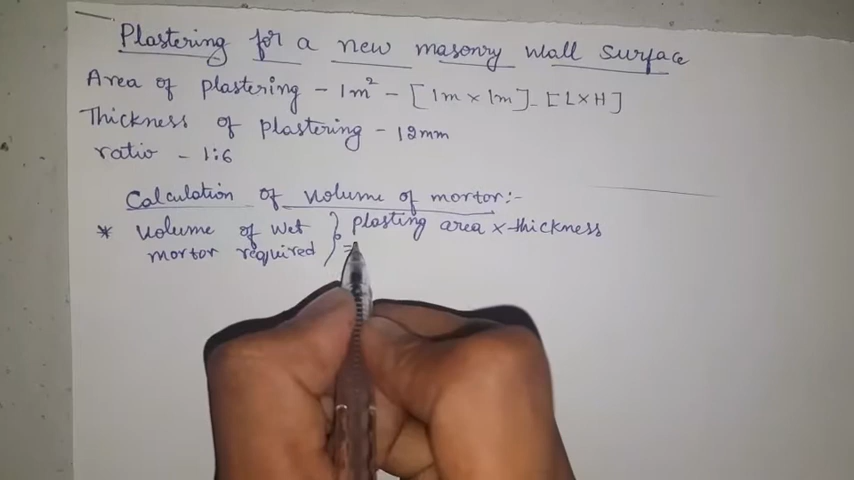 Plastering for a new masonry wall surface
Area of plastering - 1m² - [1m × 1m] - [L×H]
Thickness of plastering - 12mm
ratio - 1:6
Calculation of volume of mortor:-
* Volume of Wet } plasting area × thickness
mortor required } =